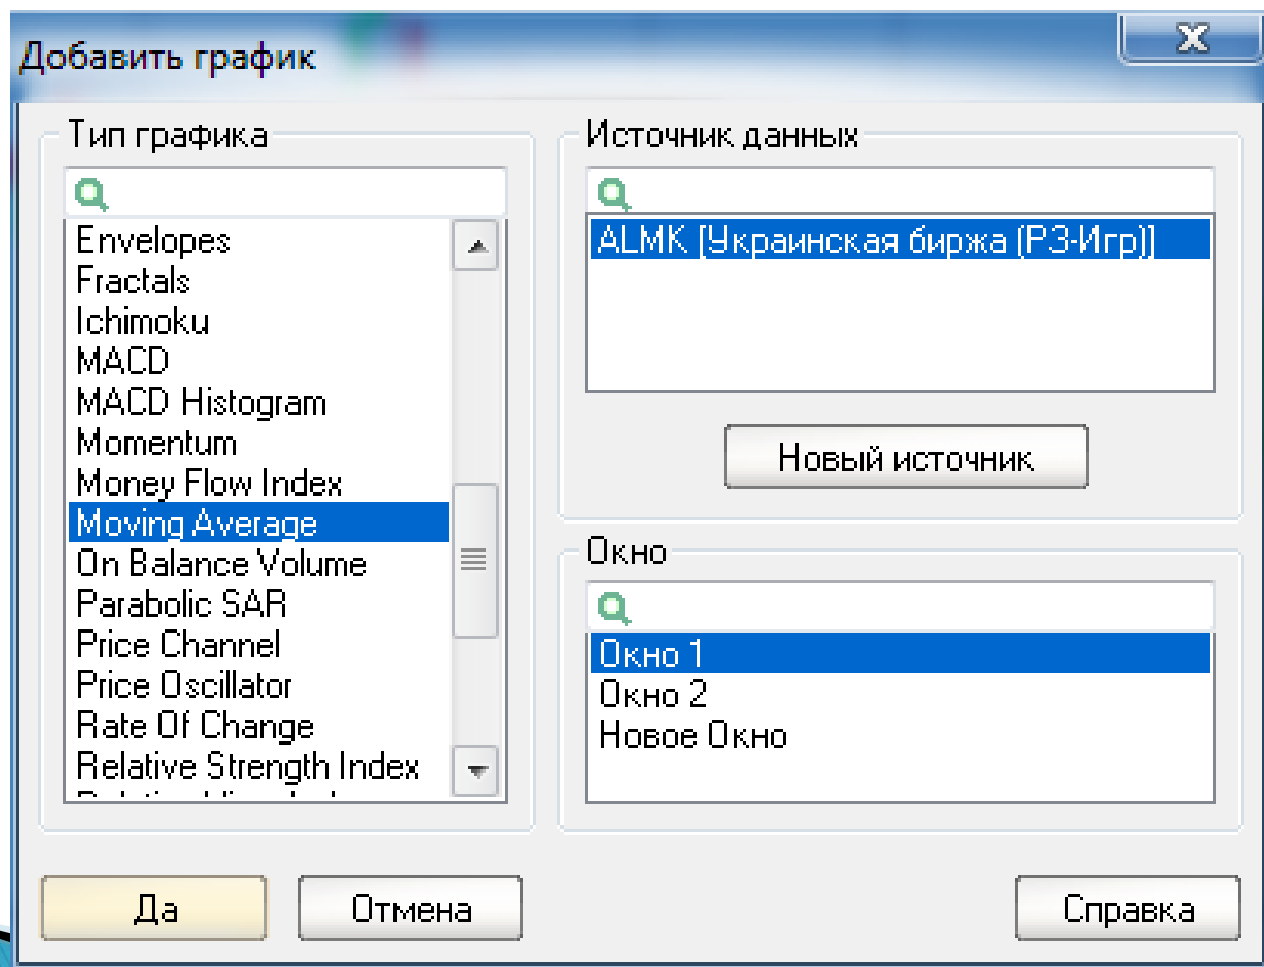 Добавить график
Тип графика
Envelopes
Fractals
Ichimoku
MACD
MACD Histogram
Momentum
Money Flow Index
Moving Average
On Balance Volume
Parabolic SAR
Price Channel
Price Oscillator
Rate Of Change
Relative Strength Index
Источник данных
ALMK [Украинская биржа (РЗ-Игр)]
Новый источник
Окно
Окно 1
Окно 2
Новое Окно
Да
Отмена
Справка